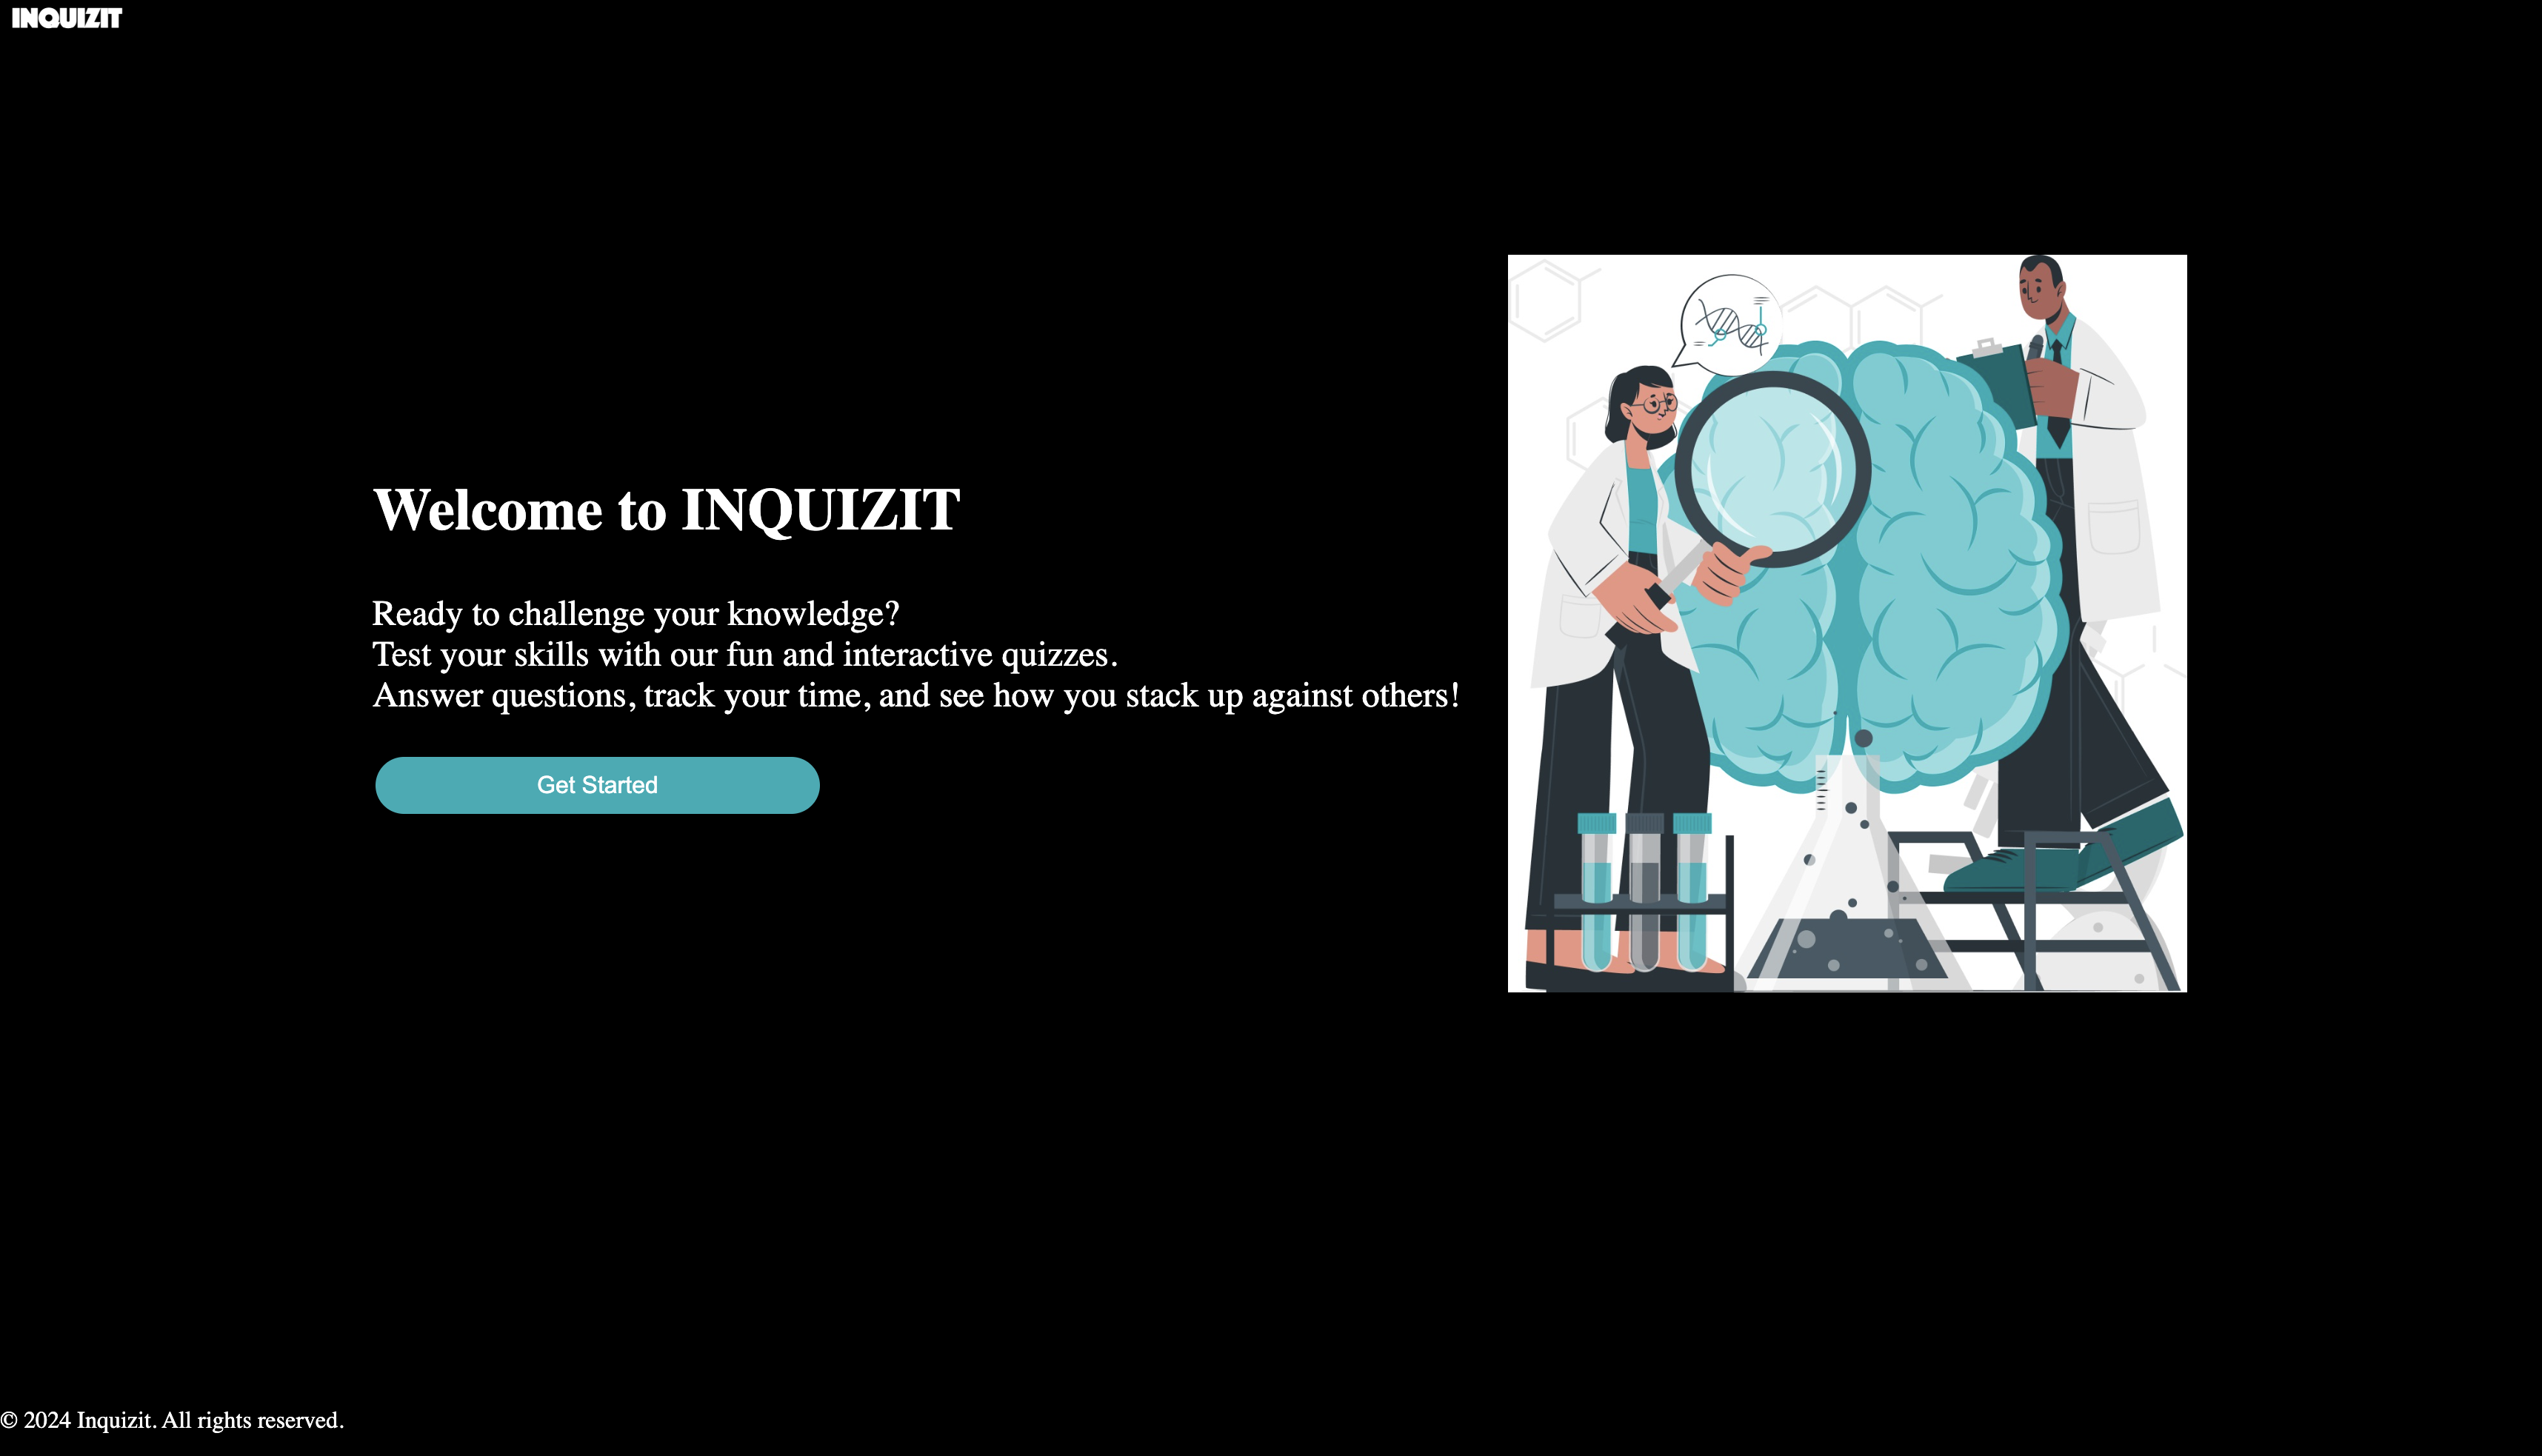 INQUIZIT
Welcome to INQUIZIT
Ready to challenge your knowledge?
Test your skills with our fun and interactive quizzes.
Answer questions, track your time, and see how you stack up against others!
Get Started
© 2024 Inquizit. All rights reserved.